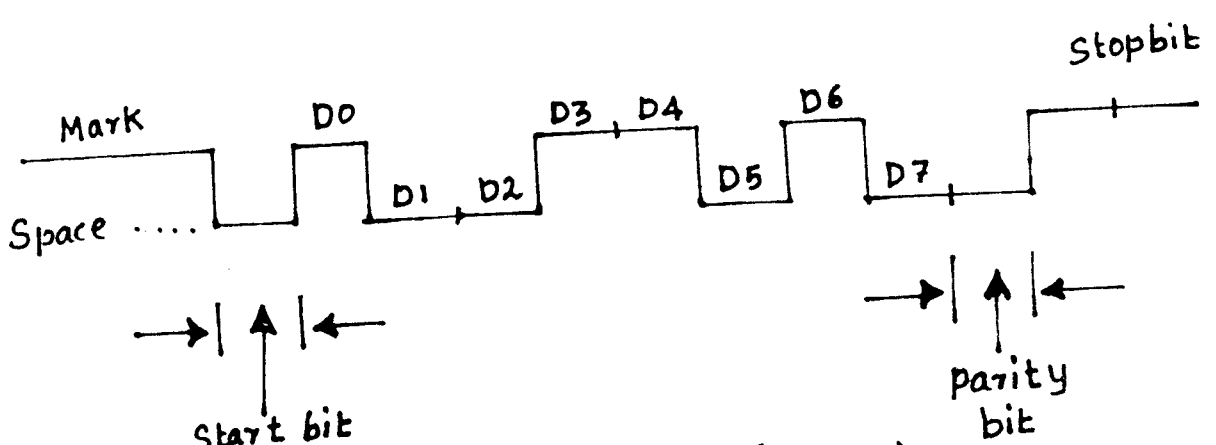 Stopbit
Mark
D0
D3 D4
D6
D1 D2
D5
D7
Space ....
Start bit
parity
bit